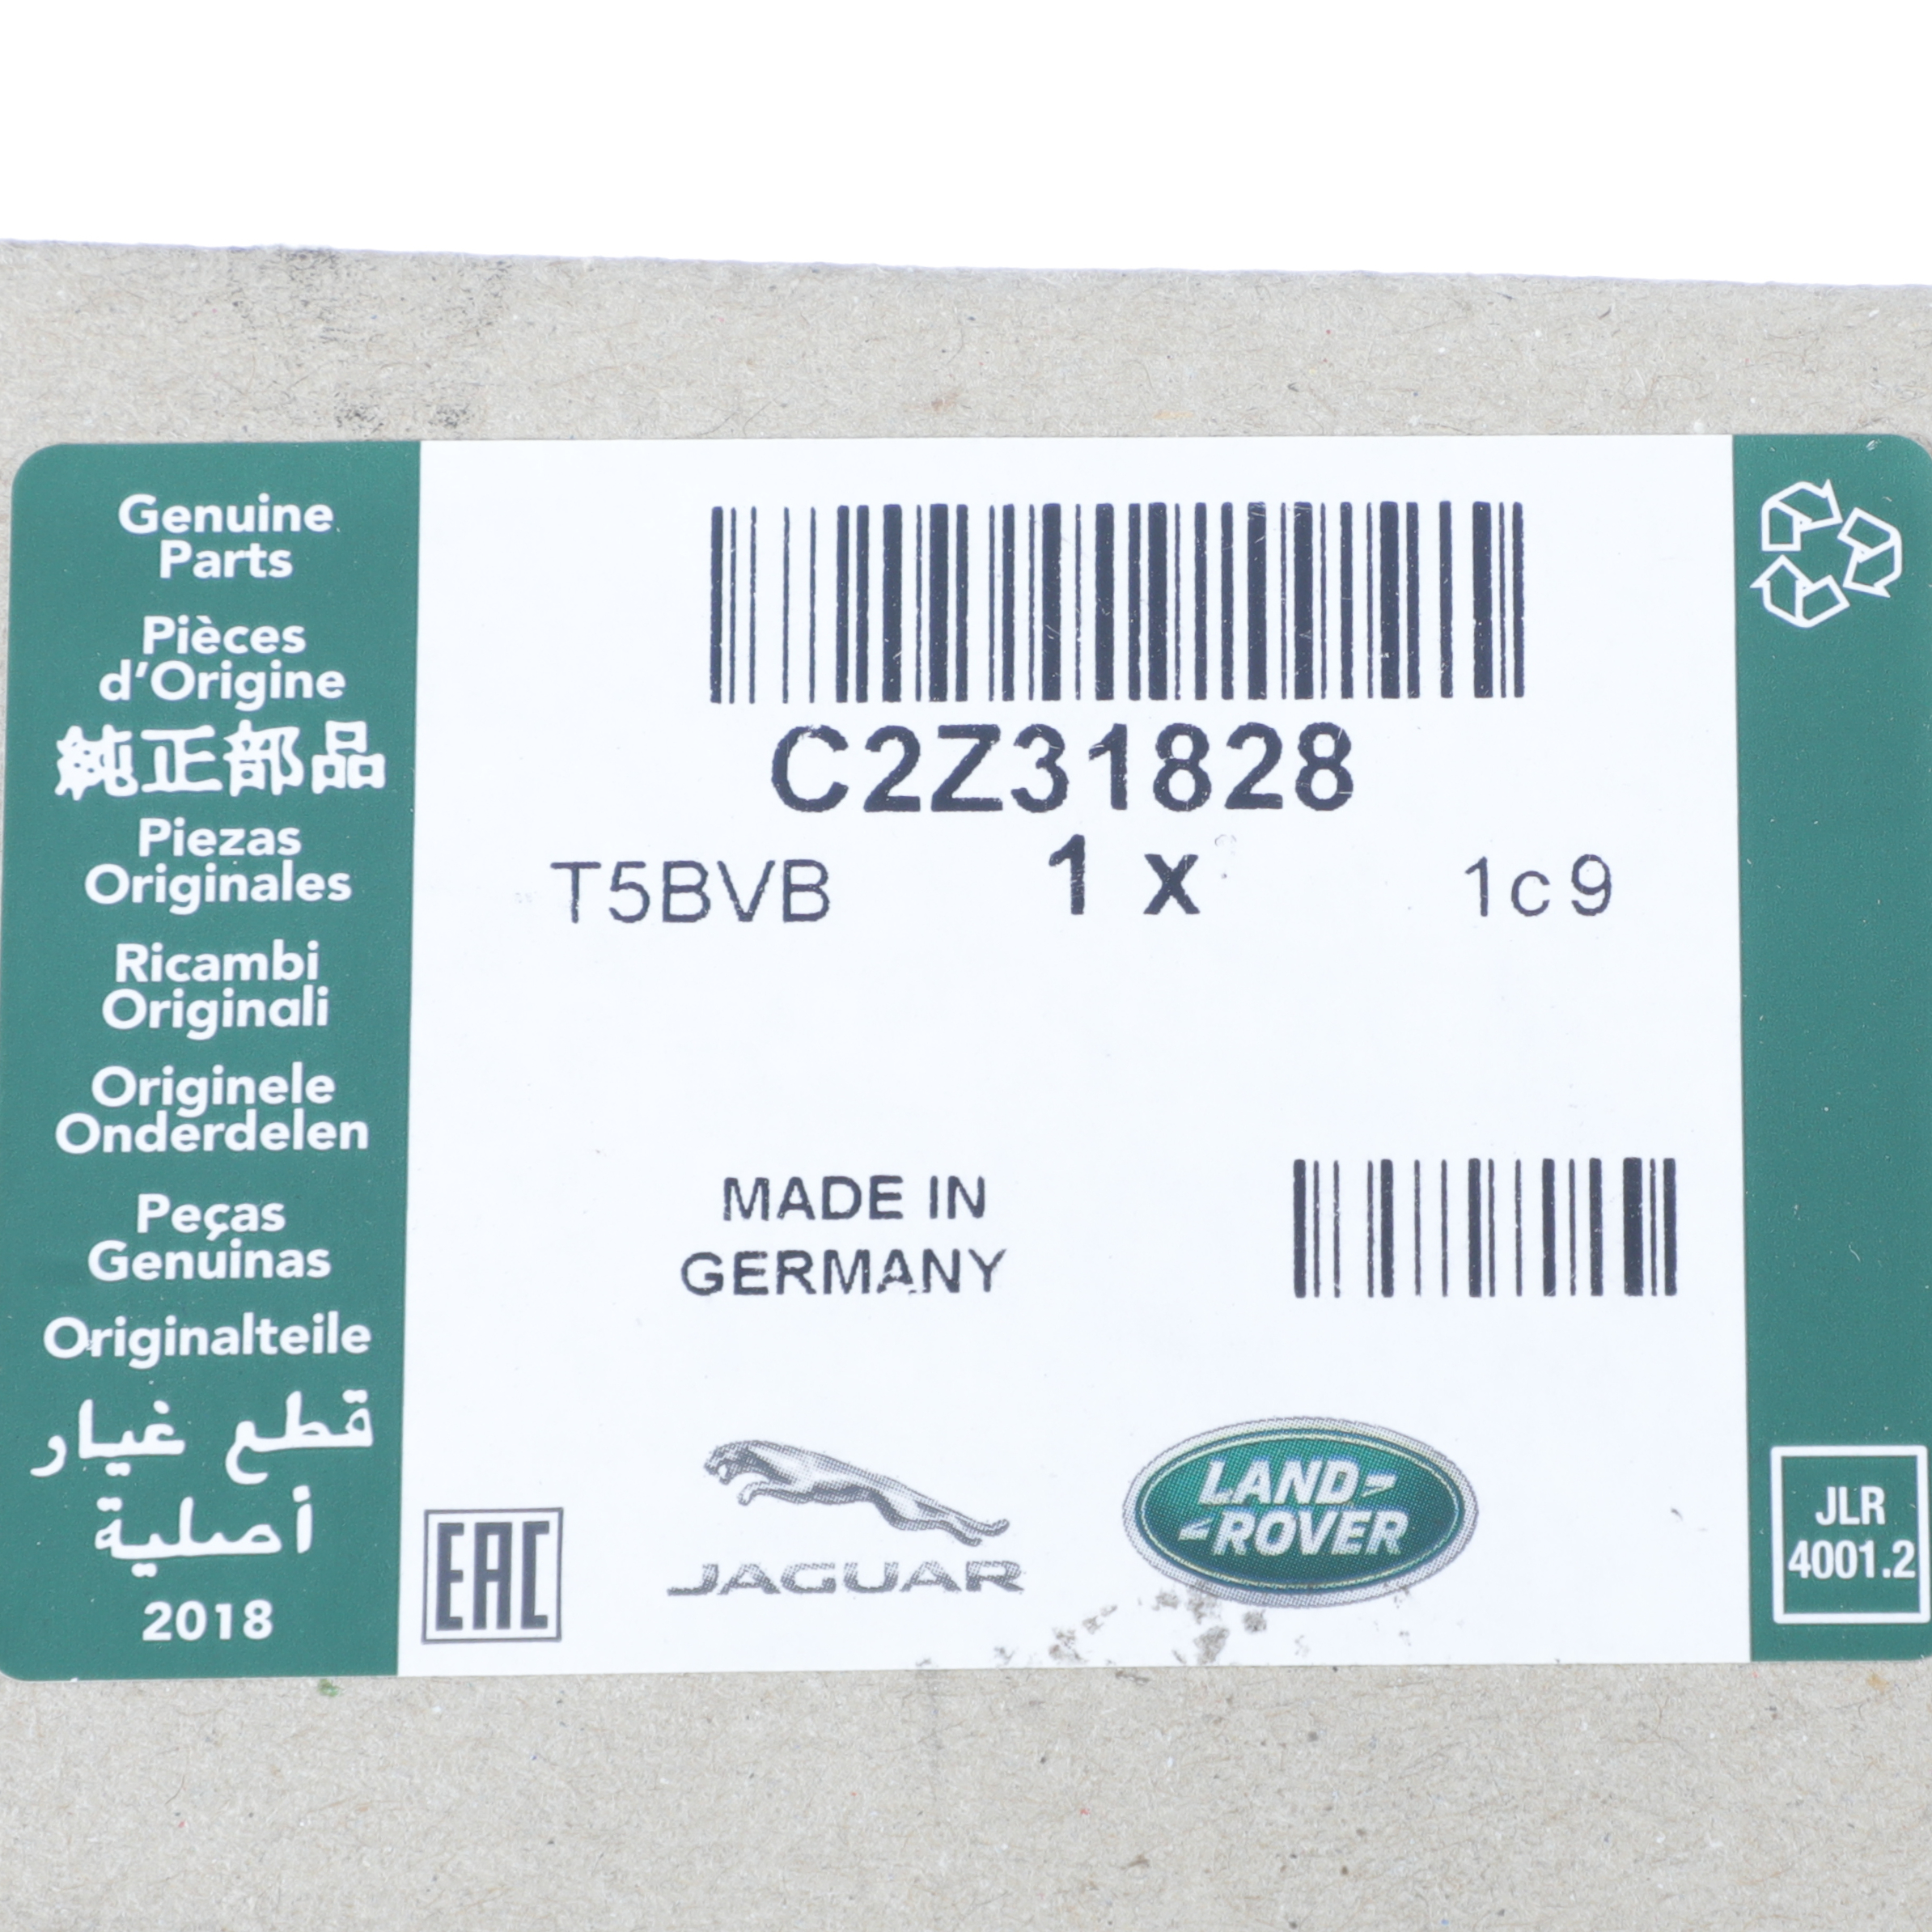 Genuine
Parts
Pièces
d'Origine
純正部品
Piezas
Originales
Ricambi
Originali
Originele
Onderdelen
Peças
Genuinas
Originalteile
قطع غيار
أصلية
2018
C2Z31828
T5BVB 1 x 1c9
MADE IN
GERMANY
EAC
JAGUAR
LAND
ROVER
JLR
4001.2